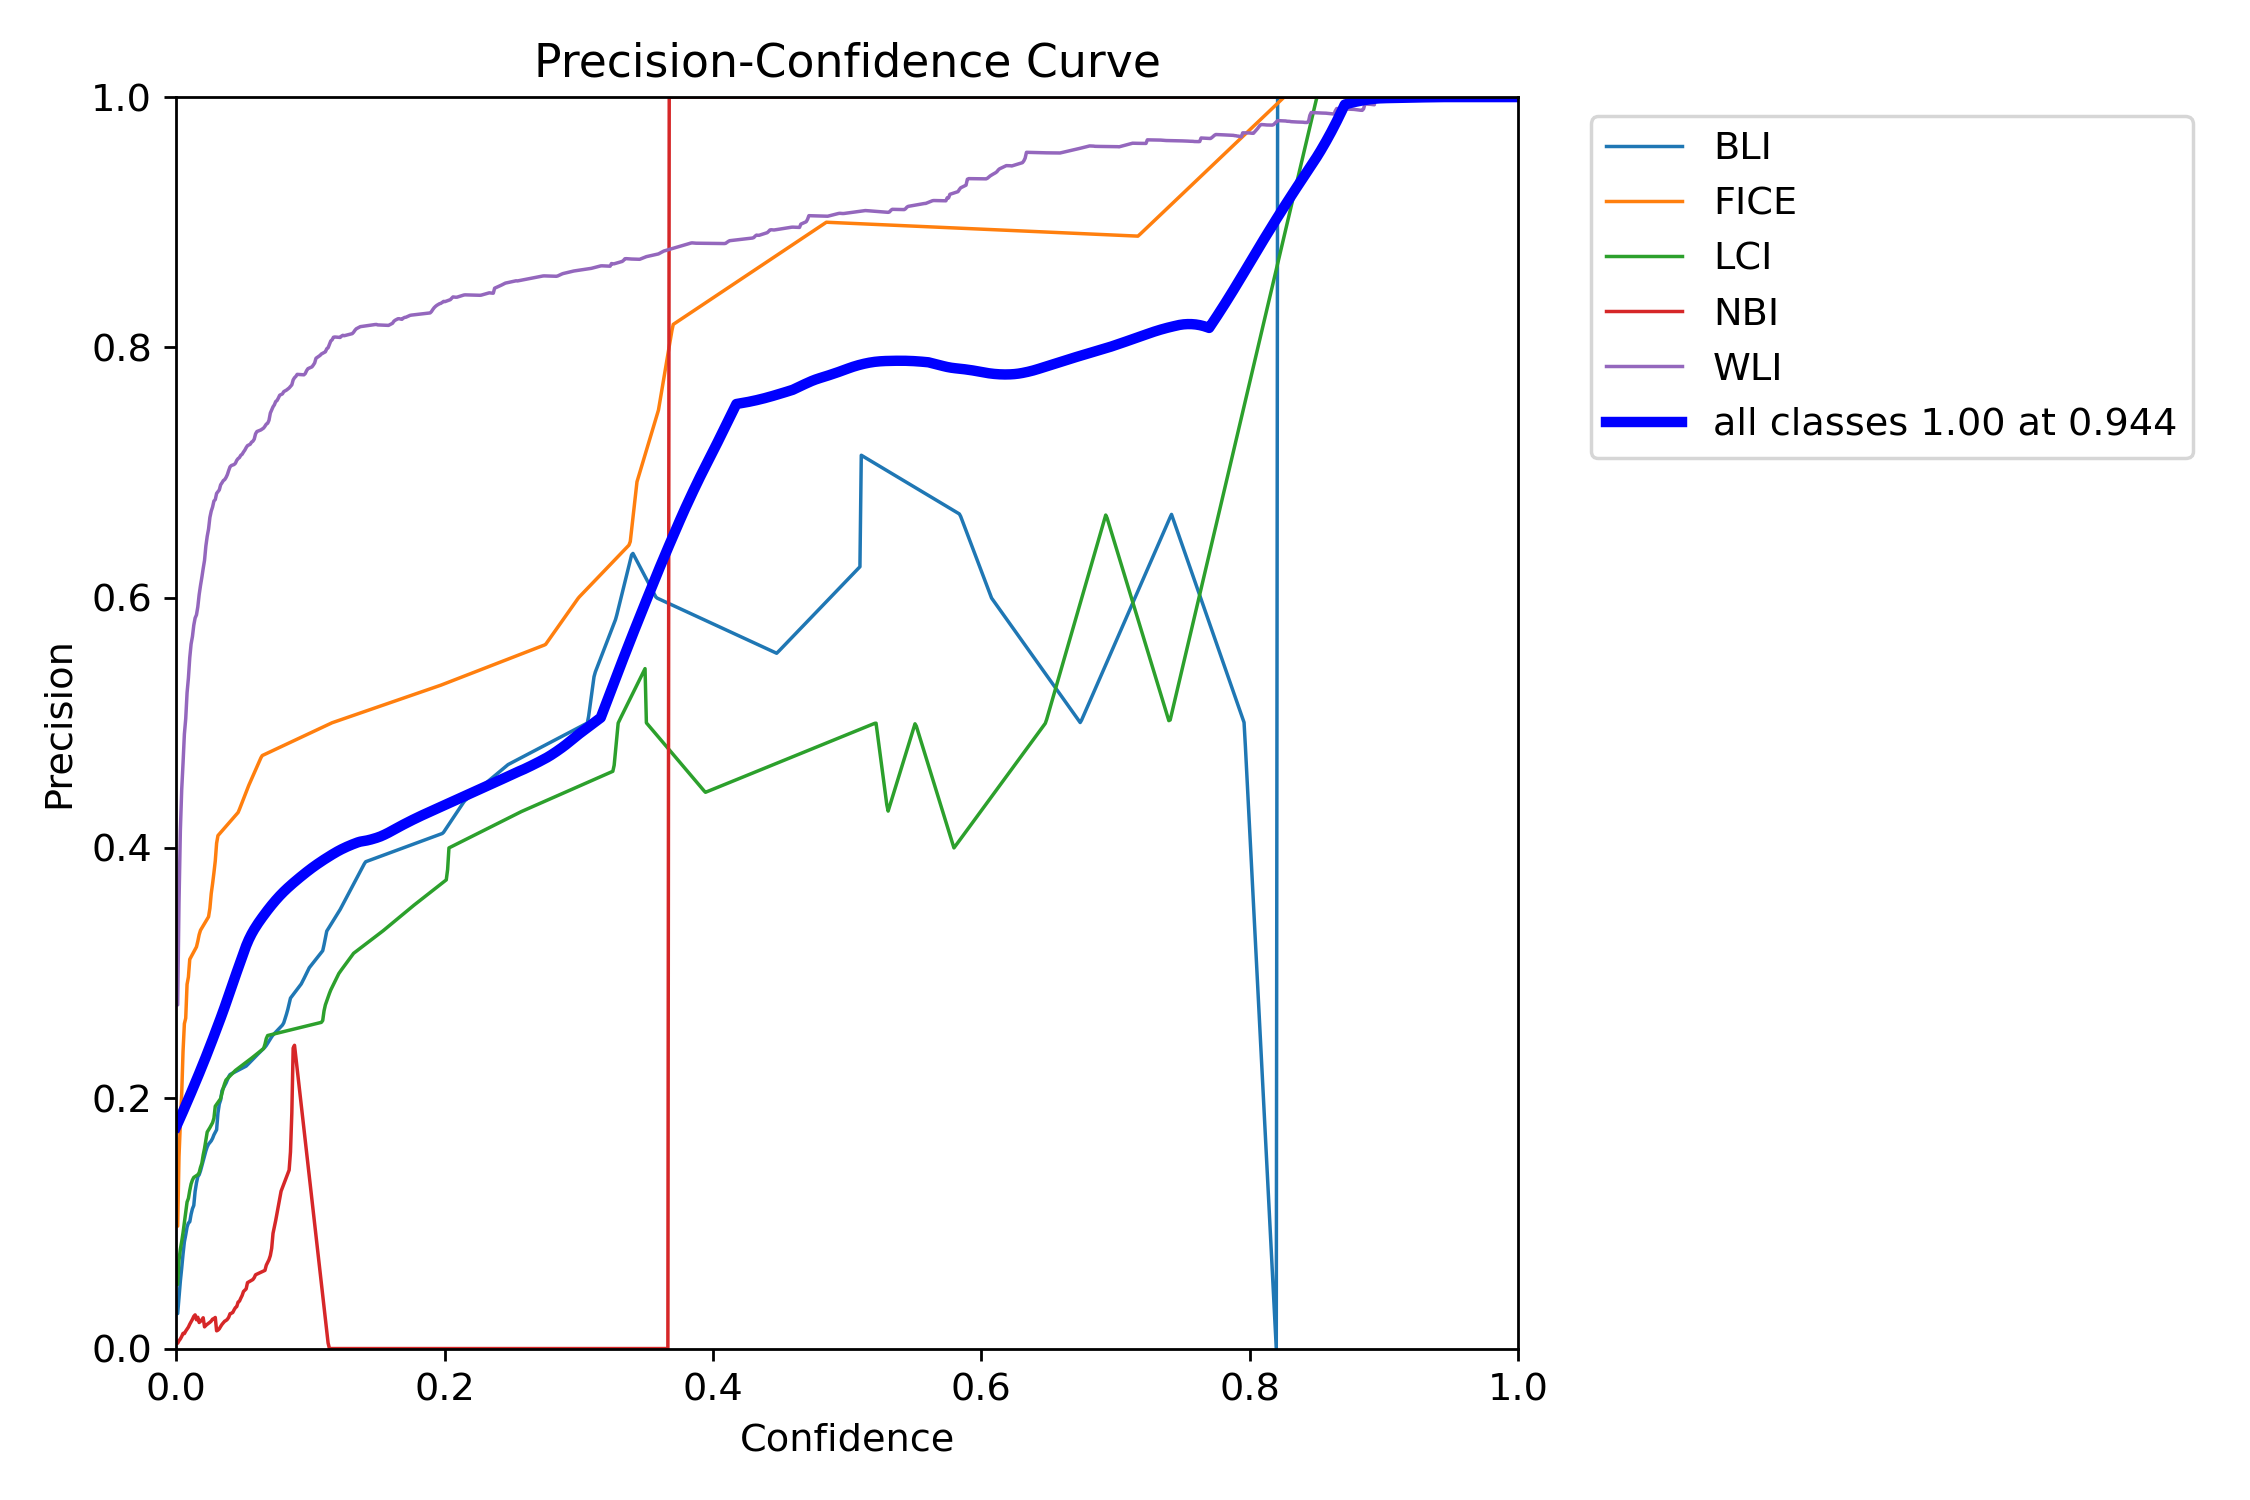 Precision-Confidence Curve
1.0
0.8
0.6
0.4
0.2
0.0
Precision
0.0 0.2 0.4 0.6 0.8 1.0
Confidence
BLI
FICE
LCI
NBI
WLI
all classes 1.00 at 0.944